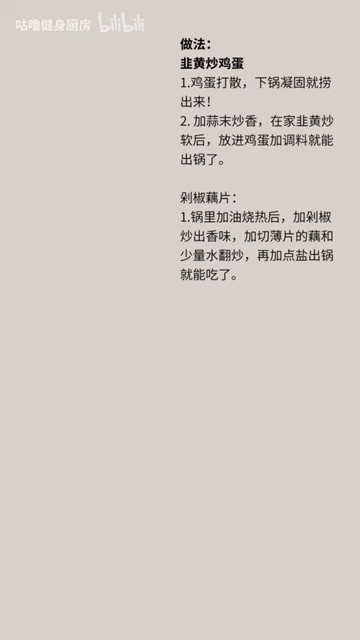 咕噜健身厨房 bilibili
做法：
韭黄炒鸡蛋
1.鸡蛋打散，下锅凝固就捞
出来！
2. 加蒜末炒香，在家韭黄炒
软后，放进鸡蛋加调料就能
出锅了。
剁椒藕片：
1.锅里加油烧热后，加剁椒
炒出香味，加切薄片的藕和
少量水翻炒，再加点盐出锅
就能吃了。